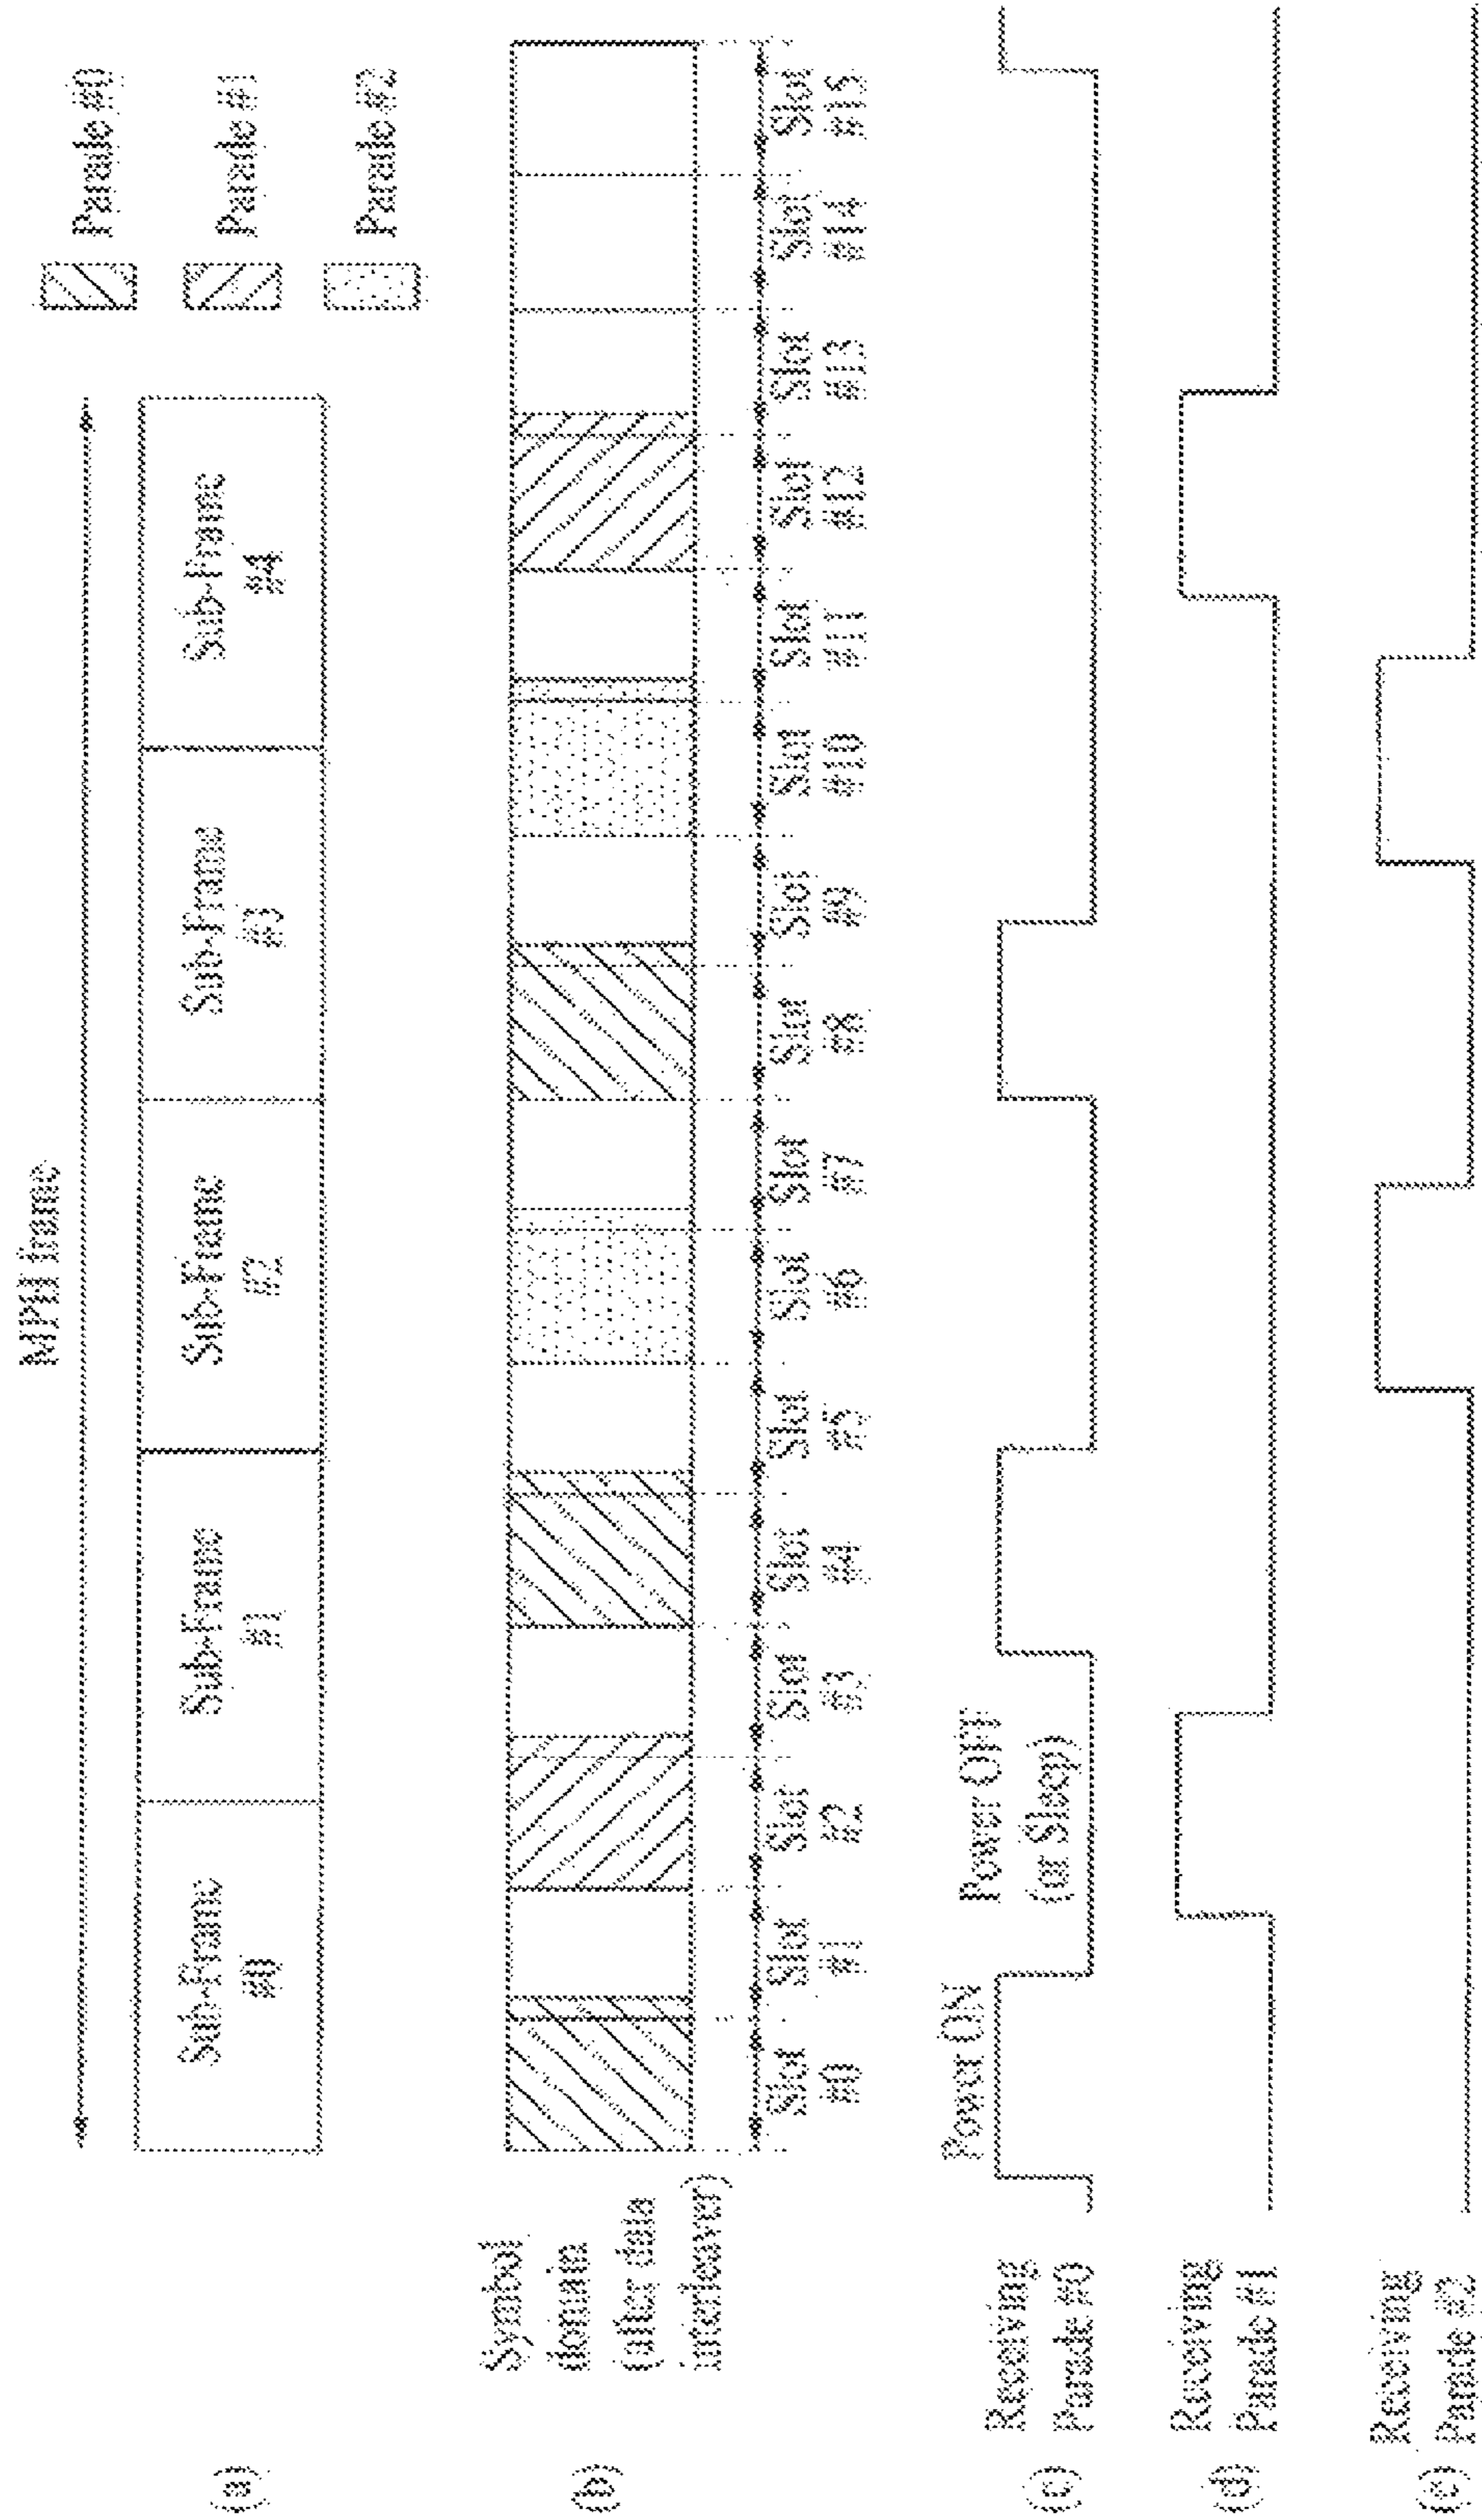 MPH frame
Parade #0
Parade #1
Parade #2
(a)
Sub-Frame
#0
Sub-Frame
#1
Sub-Frame
#2
Sub-Frame
#3
Sub-Frame
#4
(b)
Symbol
domain
(after data
interleaver)
Slot
#0
Slot
#1
Slot
#2
Slot
#3
Slot
#4
Slot
#5
Slot
#6
Slot
#7
Slot
#8
Slot
#9
Slot
#10
Slot
#11
Slot
#12
Slot
#13
Slot
#14
Slot
#15
(c)
Receiving
Parade #0
Power ON
Power OFF
(or Sleep)
(d)
Receiving
Parade #1
(e)
Receiving
Parade #2